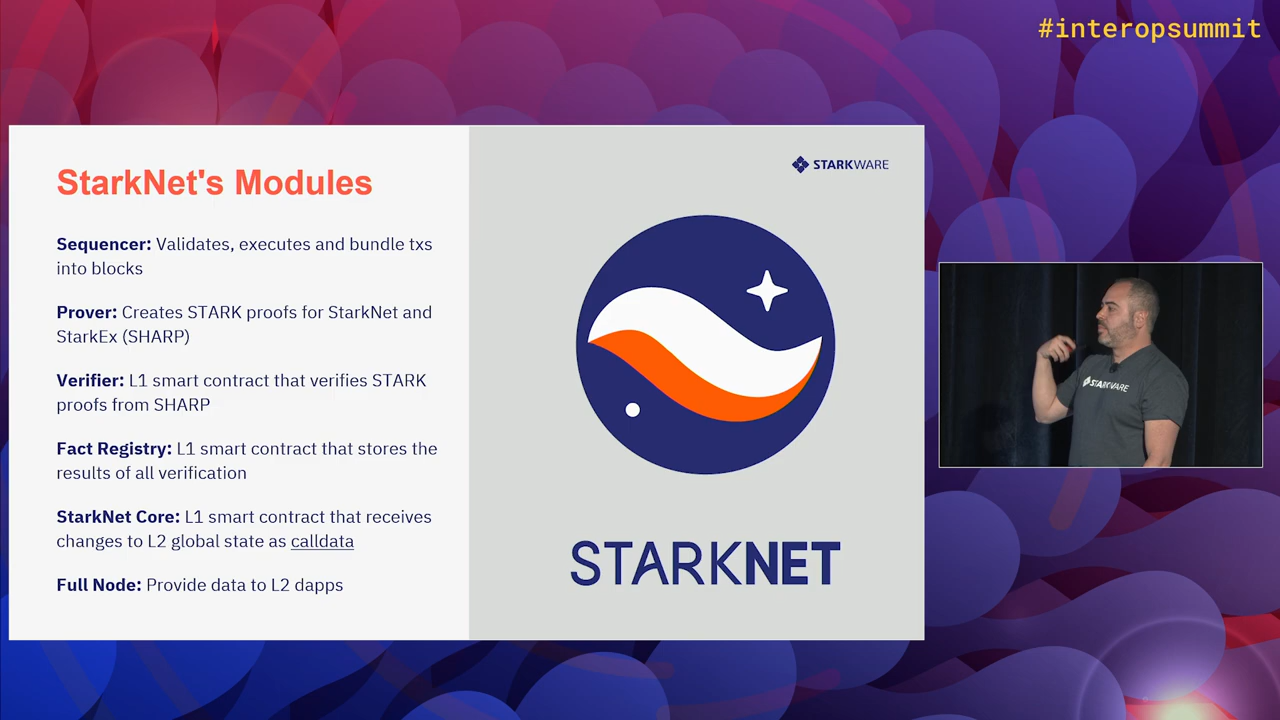 #interopsummit
StarkNet's Modules
Sequencer: Validates, executes and bundle txs
into blocks
Prover: Creates STARK proofs for StarkNet and
StarkEx (SHARP)
Verifier: L1 smart contract that verifies STARK
proofs from SHARP
Fact Registry: L1 smart contract that stores the
results of all verification
StarkNet Core: L1 smart contract that receives
changes to L2 global state as calldata
Full Node: Provide data to L2 dapps
STARKWARE
STARKNET
STARKWARE